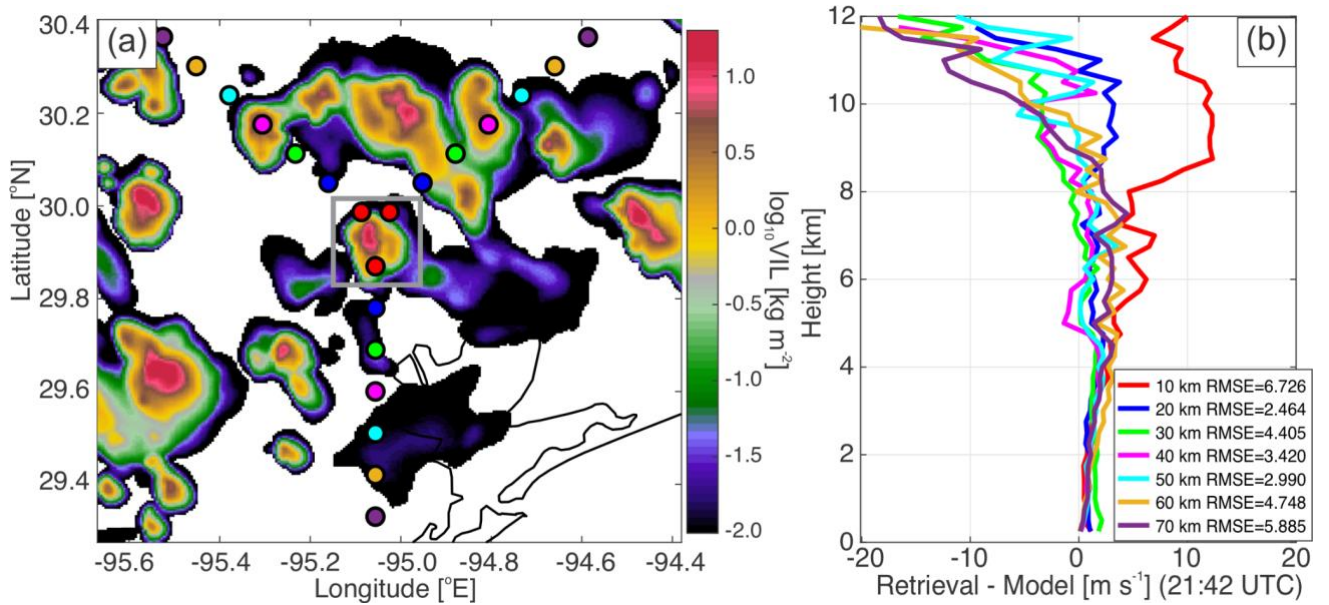 (a)
30.4
30.2
30.0
29.8
29.6
29.4
Latitude [°N]
-95.6
-95.4
-95.2
-95.0
-94.8
-94.6
-94.4
Longitude [°E]
1.0
0.5
0.0
-0.5
-1.0
-1.5
-2.0
log₁₀VIL [kg m⁻²]
(b)
12
10
8
6
4
2
0
Height [km]
-20
-10
0
10
20
Retrieval - Model [m s⁻¹] (21:42 UTC)
10 km RMSE=6.726
20 km RMSE=2.464
30 km RMSE=4.405
40 km RMSE=3.420
50 km RMSE=2.990
60 km RMSE=4.748
70 km RMSE=5.885